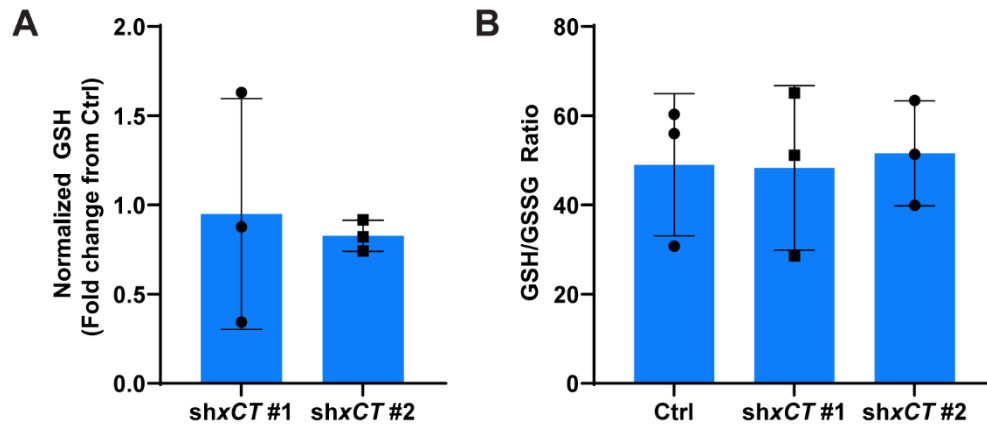 A
Normalized GSH
(Fold change from Ctrl)
2.0
1.5
1.0
0.5
0.0
shxCT #1 shxCT #2
B
GSH/GSSG Ratio
80
60
40
20
0
Ctrl shxCT #1 shxCT #2